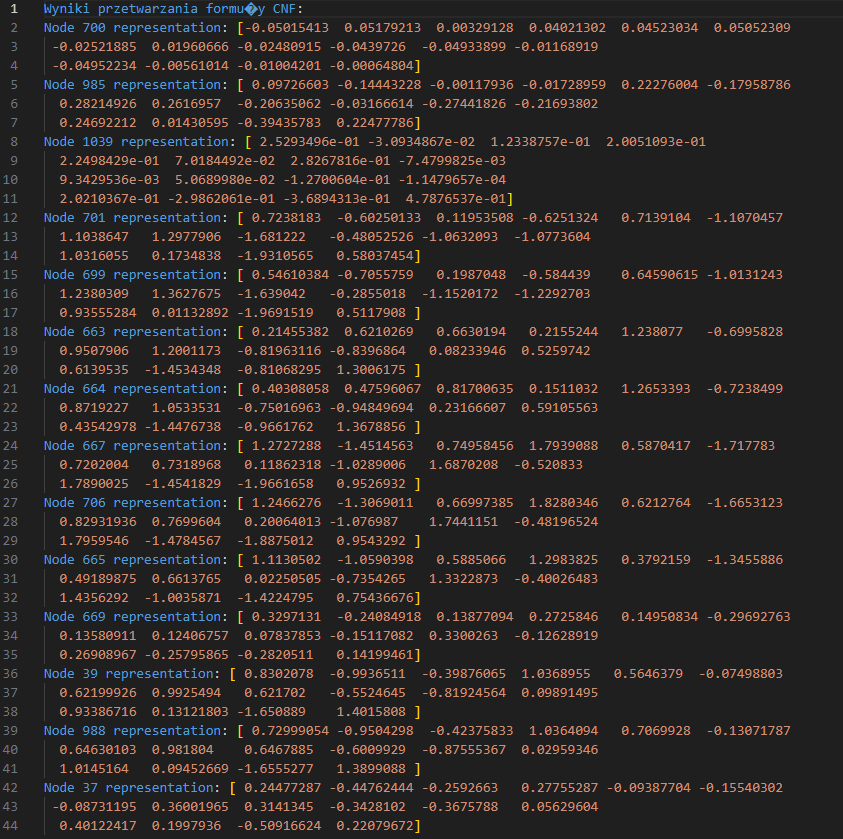 1 Wyniki przetwarzania formu�y CNF:
2 Node 700 representation: [-0.05015413 0.05179213 0.00329128 0.04021302 0.04523034 0.05052309
3 -0.02521885 0.01960666 -0.02480915 -0.0439726 -0.04933899 -0.01168919
4 -0.04952234 -0.00561014 -0.01004201 -0.00064804]
5 Node 985 representation: [ 0.09726603 -0.14443228 -0.00117936 -0.01728959 0.22276004 -0.17958786
6 0.28214926 0.2616957 -0.20635062 -0.03166614 -0.27441826 -0.21693802
7 0.24692212 0.01430595 -0.39435783 0.22477786]
8 Node 1039 representation: [ 2.5293496e-01 -3.0934867e-02 1.2338757e-01 2.0051093e-01
9 2.2498429e-01 7.0184492e-02 2.8267816e-01 -7.4799825e-03
10 9.3429536e-03 5.0689980e-02 -1.2700604e-01 -1.1479657e-04
11 2.0210367e-01 -2.9862061e-01 -3.6894313e-01 4.7876537e-01]
12 Node 701 representation: [ 0.7238183 -0.60250133 0.11953508 -0.6251324 0.7139104 -1.1070457
13 1.1038647 1.2977906 -1.681222 -0.48052526 -1.0632093 -1.0773604
14 1.0316055 0.1734838 -1.9310565 0.58037454]
15 Node 699 representation: [ 0.54610384 -0.7055759 0.1987048 -0.584439 0.64590615 -1.0131243
16 1.2380309 1.3627675 -1.639042 -0.2855018 -1.1520172 -1.2292703
17 0.93555284 0.01132892 -1.9691519 0.5117908 ]
18 Node 663 representation: [ 0.21455382 0.6210269 0.6630194 0.2155244 1.238077 -0.6995828
19 0.9507906 1.2001173 -0.81963116 -0.8396864 0.08233946 0.5259742
20 0.6139535 -1.4534348 -0.81068295 1.3006175 ]
21 Node 664 representation: [ 0.40308058 0.47596067 0.81700635 0.1511032 1.2653393 -0.7238499
22 0.8719227 1.0533531 -0.75016963 -0.94849694 0.23166607 0.59105563
23 0.43542978 -1.4476738 -0.9661762 1.3678856 ]
24 Node 667 representation: [ 1.2727288 -1.4514563 0.74958456 1.7939088 0.5870417 -1.717783
25 0.7202004 0.7318968 0.11862318 -1.0289006 1.6870208 -0.520833
26 1.7890025 -1.4541829 -1.9661658 0.9526932 ]
27 Node 706 representation: [ 1.2466276 -1.3069011 0.66997385 1.8280346 0.6212764 -1.6653123
28 0.82931936 0.7699604 0.20064013 -1.076987 1.7441151 -0.48196524
29 1.7959546 -1.4784567 -1.8875012 0.9543292 ]
30 Node 665 representation: [ 1.1130502 -1.0590398 0.5885066 1.2983825 0.3792159 -1.3455886
31 0.49189875 0.6613765 0.02250505 -0.7354265 1.3322873 -0.40026483
32 1.4356292 -1.0035871 -1.4224795 0.75436676]
33 Node 669 representation: [ 0.3297131 -0.24084918 0.13877094 0.2725846 0.14950834 -0.29692763
34 0.13580911 0.12406757 0.07837853 -0.15117082 0.3300263 -0.12628919
35 0.26908967 -0.25795865 -0.2820511 0.14199461]
36 Node 39 representation: [ 0.8302078 -0.9936511 -0.39876065 1.0368955 0.5646379 -0.07498803
37 0.62199926 0.9925494 0.621702 -0.5524645 -0.81924564 0.09891495
38 0.93386716 0.13121803 -1.650889 1.4015808 ]
39 Node 988 representation: [ 0.72999054 -0.9504298 -0.42375833 1.0364094 0.7069928 -0.13071787
40 0.64630103 0.981804 0.6467885 -0.6009929 -0.87555367 0.02959346
41 1.0145164 0.09452669 -1.6555277 1.3899088 ]
42 Node 37 representation: [ 0.24477287 -0.44762444 -0.2592663 0.27755287 -0.09387704 -0.15540302
43 -0.08731195 0.36001965 0.3141345 -0.3428102 -0.3675788 0.05629604
44 0.40122417 0.1997936 -0.50916624 0.22079672]